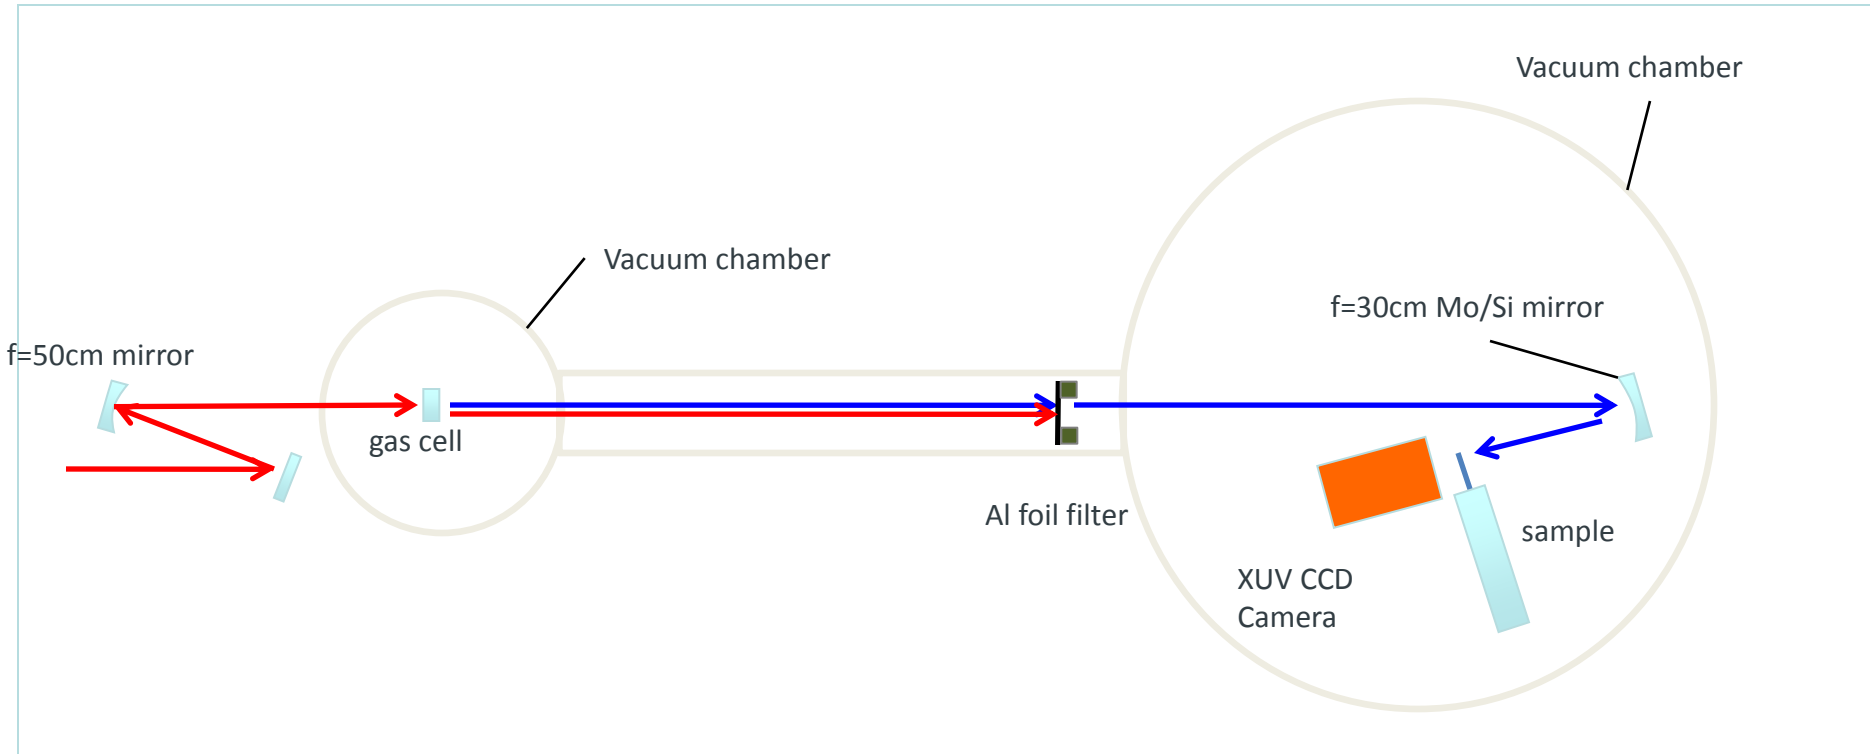 Vacuum chamber
Vacuum chamber
f=30cm Mo/Si mirror
f=50cm mirror
gas cell
Al foil filter
sample
XUV CCD
Camera